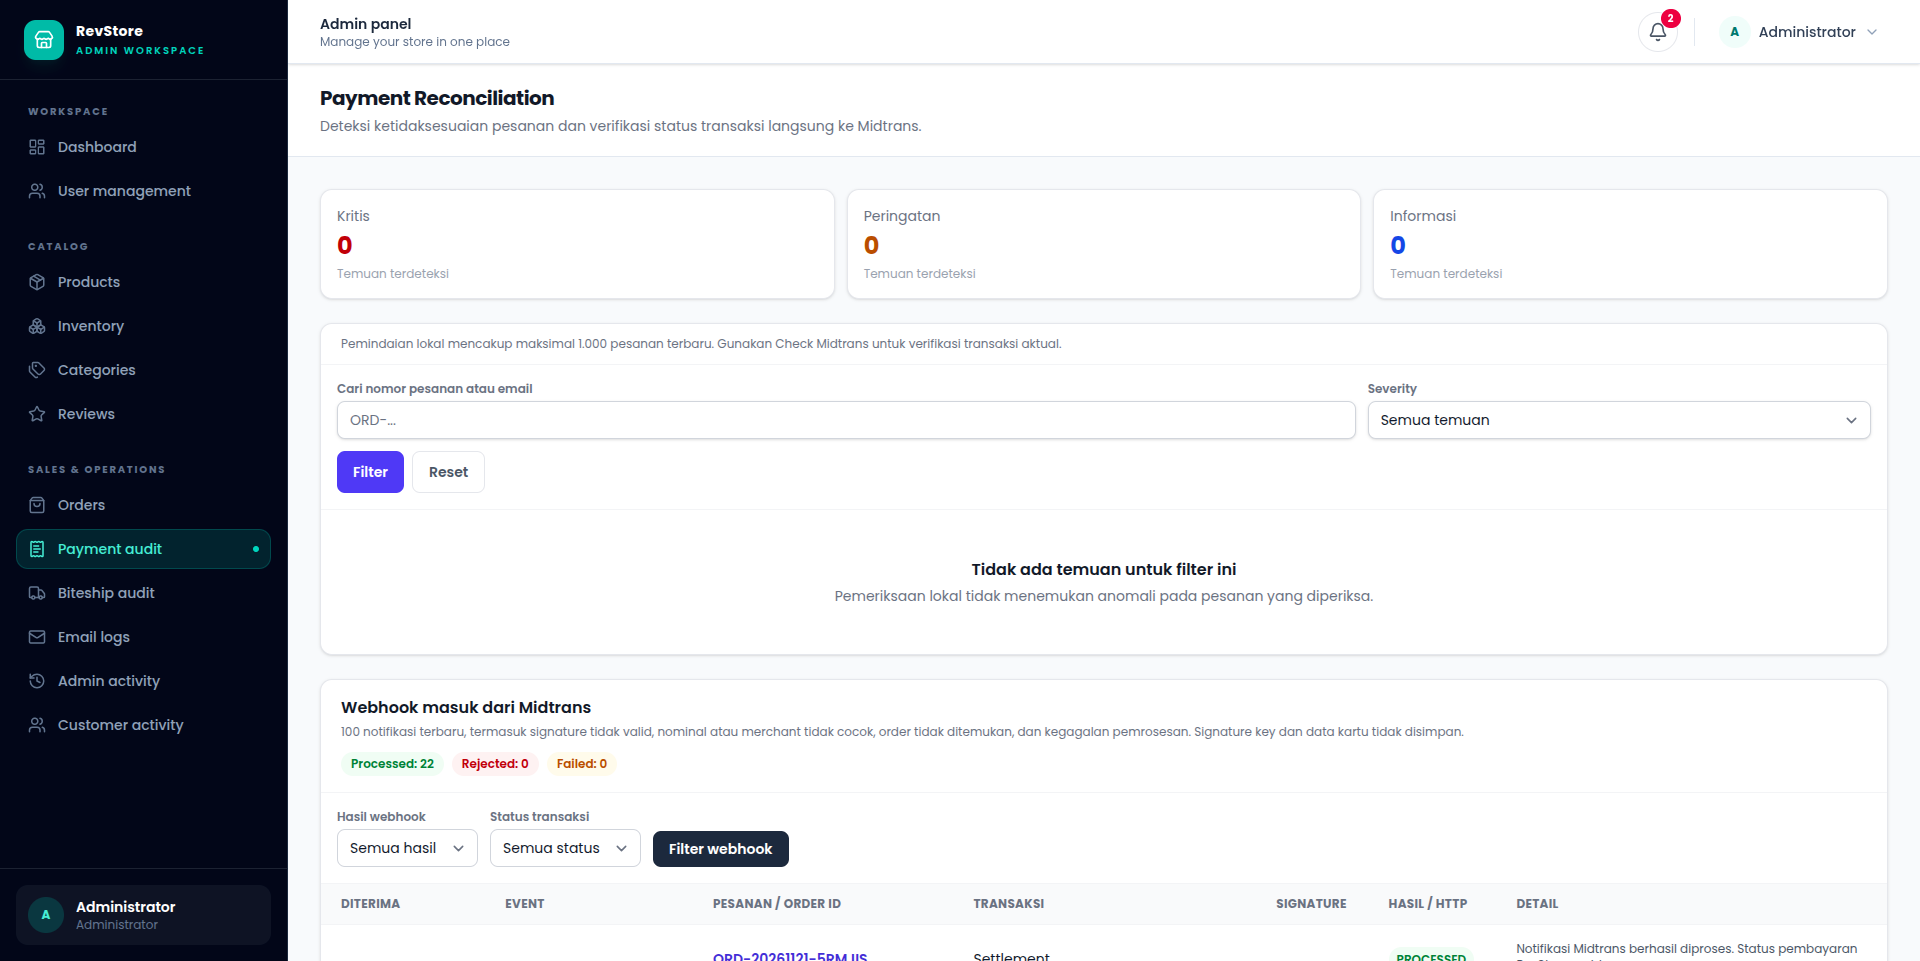 RevStore
ADMIN WORKSPACE
WORKSPACE
Dashboard
User management
CATALOG
Products
Inventory
Categories
Reviews
SALES & OPERATIONS
Orders
Payment audit
Biteship audit
Email logs
Admin activity
Customer activity
A
Administrator
Administrator
Admin panel
Manage your store in one place
2
A
Administrator
Payment Reconciliation
Deteksi ketidaksesuaian pesanan dan verifikasi status transaksi langsung ke Midtrans.
Kritis
0
Temuan terdeteksi
Peringatan
0
Temuan terdeteksi
Informasi
0
Temuan terdeteksi
Pemindaian lokal mencakup maksimal 1.000 pesanan terbaru. Gunakan Check Midtrans untuk verifikasi transaksi aktual.
Cari nomor pesanan atau email
ORD-...
Severity
Semua temuan
Filter
Reset
Tidak ada temuan untuk filter ini
Pemeriksaan lokal tidak menemukan anomali pada pesanan yang diperiksa.
Webhook masuk dari Midtrans
100 notifikasi terbaru, termasuk signature tidak valid, nominal atau merchant tidak cocok, order tidak ditemukan, dan kegagalan pemrosesan. Signature key dan data kartu tidak disimpan.
Processed: 22 Rejected: 0 Failed: 0
Hasil webhook
Semua hasil
Status transaksi
Semua status
Filter webhook
DITERIMA EVENT PESANAN / ORDER ID TRANSAKSI SIGNATURE HASIL / HTTP DETAIL
ORD-20261121-5RMJIS Settlement PROCESSED Notifikasi Midtrans berhasil diproses. Status pembayaran